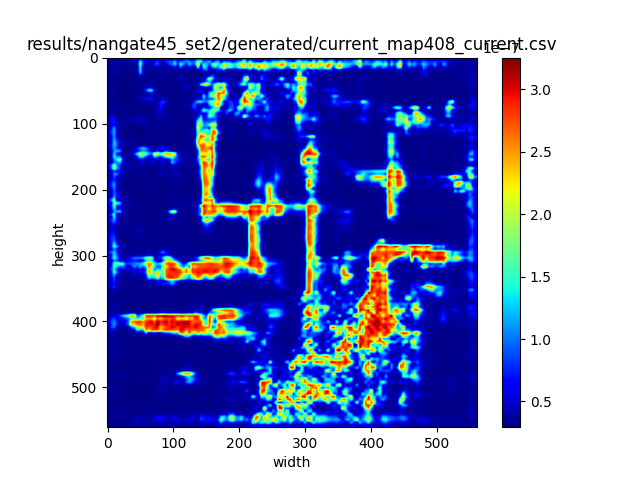 results/nangate45_set2/generated/current_map408_current.csv
1e−7
0
100
200
300
400
500
height
0 100 200 300 400 500
width
3.0
2.5
2.0
1.5
1.0
0.5